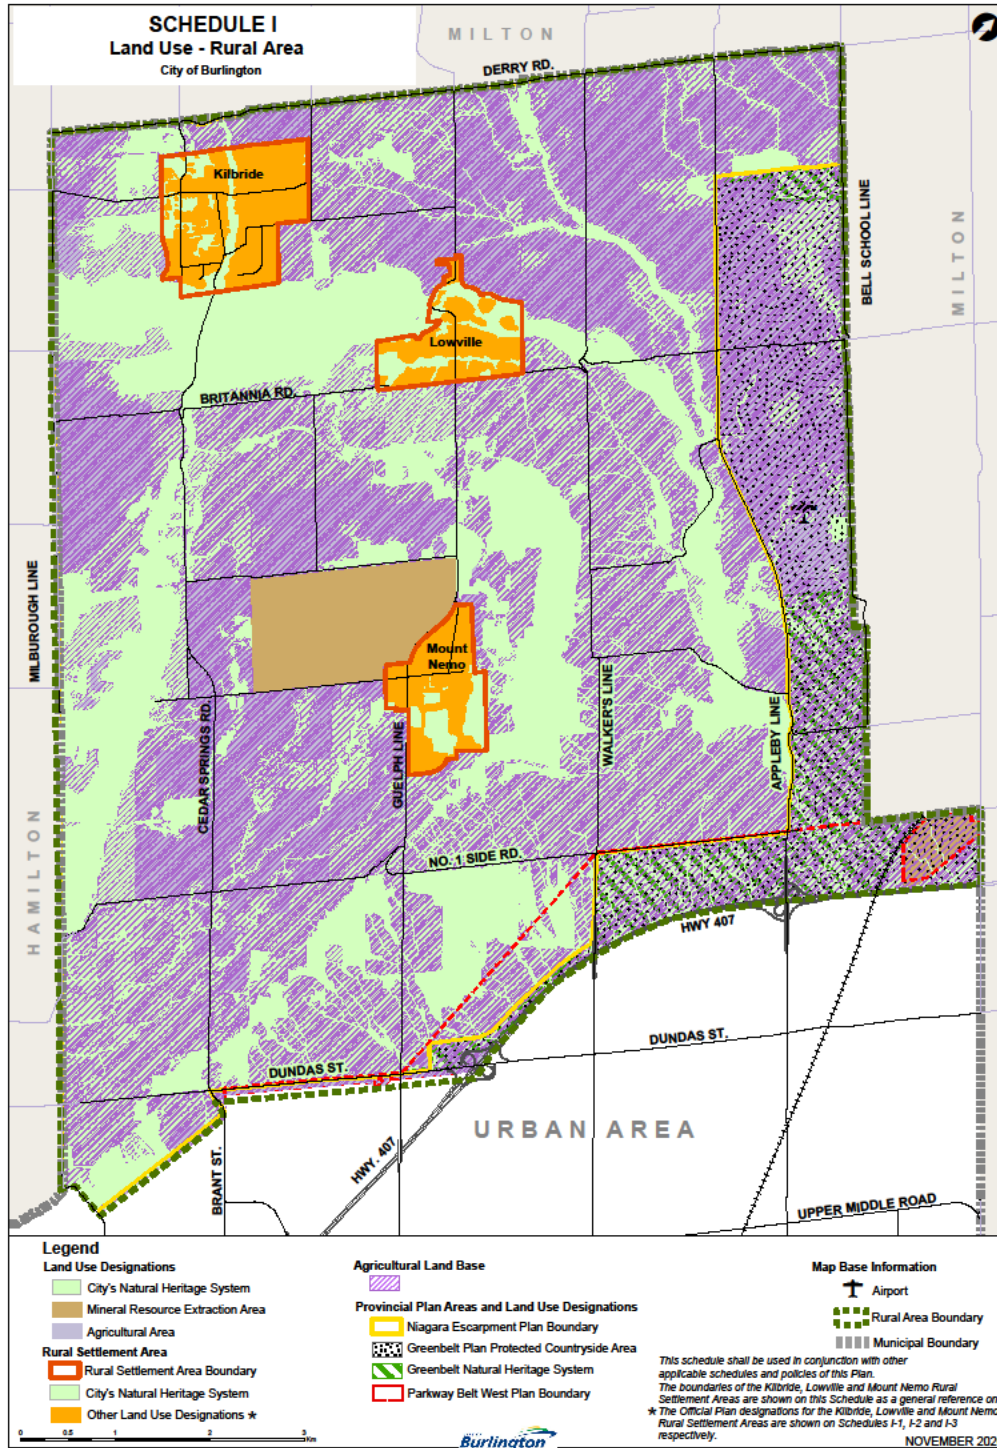 SCHEDULE I
Land Use - Rural Area
City of Burlington
MILTON
DERRY RD.
Kilbride
BELL SCHOOL LINE
MILTON
Lowville
BRITANNIA RD.
MILBUROUGH LINE
Mount
Nemo
CEDAR SPRINGS RD.
GUELPH LINE
WALKER'S LINE
APPLEBY LINE
HAMILTON
NO. 1 SIDE RD.
HWY 407
DUNDAS ST.
DUNDAS ST.
URBAN AREA
HWY. 407
BRANT ST.
UPPER MIDDLE ROAD
Legend
Land Use Designations
City's Natural Heritage System
Mineral Resource Extraction Area
Agricultural Area
Rural Settlement Area
Rural Settlement Area Boundary
City's Natural Heritage System
Other Land Use Designations *
0 0.5 1 2 3
Km
Agricultural Land Base
Provincial Plan Areas and Land Use Designations
Niagara Escarpment Plan Boundary
Greenbelt Plan Protected Countryside Area
Greenbelt Natural Heritage System
Parkway Belt West Plan Boundary
Burlington
Map Base Information
Airport
Rural Area Boundary
Municipal Boundary
This schedule shall be used in conjunction with other
applicable schedules and policies of this Plan.
The boundaries of the Kilbride, Lowville and Mount Nemo Rural
Settlement Areas are shown on this Schedule as a general reference on
* The Official Plan designations for the Kilbride, Lowville and Mount Nemo
Rural Settlement Areas are shown on Schedules I-1, I-2 and I-3
respectively.
NOVEMBER 202